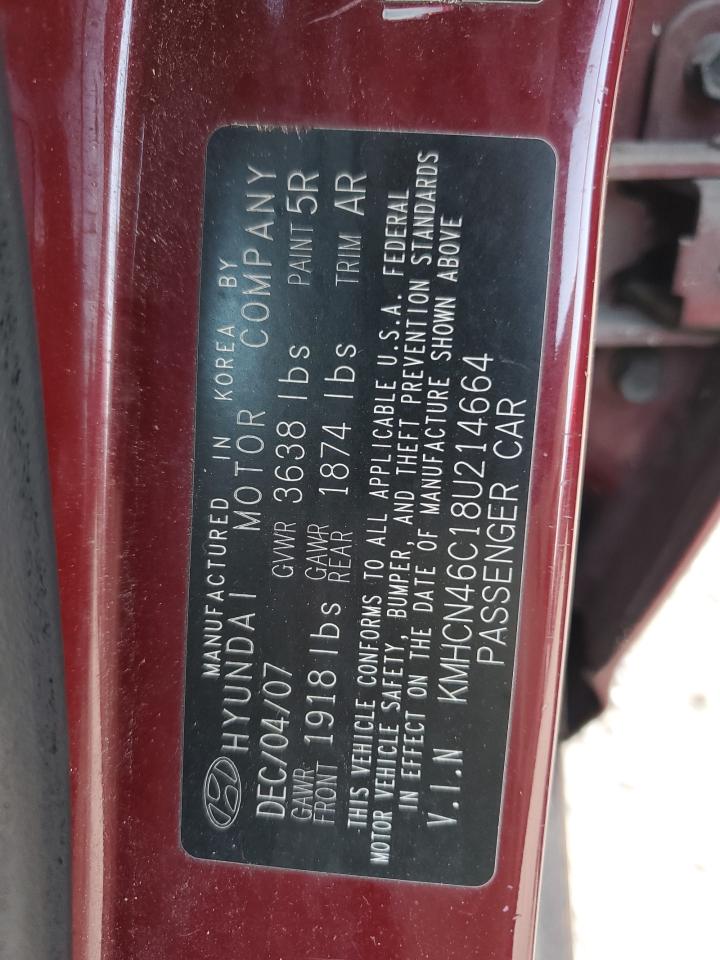 MANUFACTURED IN KOREA BY
HYUNDAI MOTOR COMPANY
DEC/04/07 GVWR 3638 lbs PAINT 5R
GAWR FRONT 1918 lbs GAWR REAR 1874 lbs TRIM AR
THIS VEHICLE CONFORMS TO ALL APPLICABLE U.S.A. FEDERAL
MOTOR VEHICLE SAFETY, BUMPER, AND THEFT PREVENTION STANDARDS
IN EFFECT ON THE DATE OF MANUFACTURE SHOWN ABOVE
V.I.N KMHCN46C18U214664
PASSENGER CAR